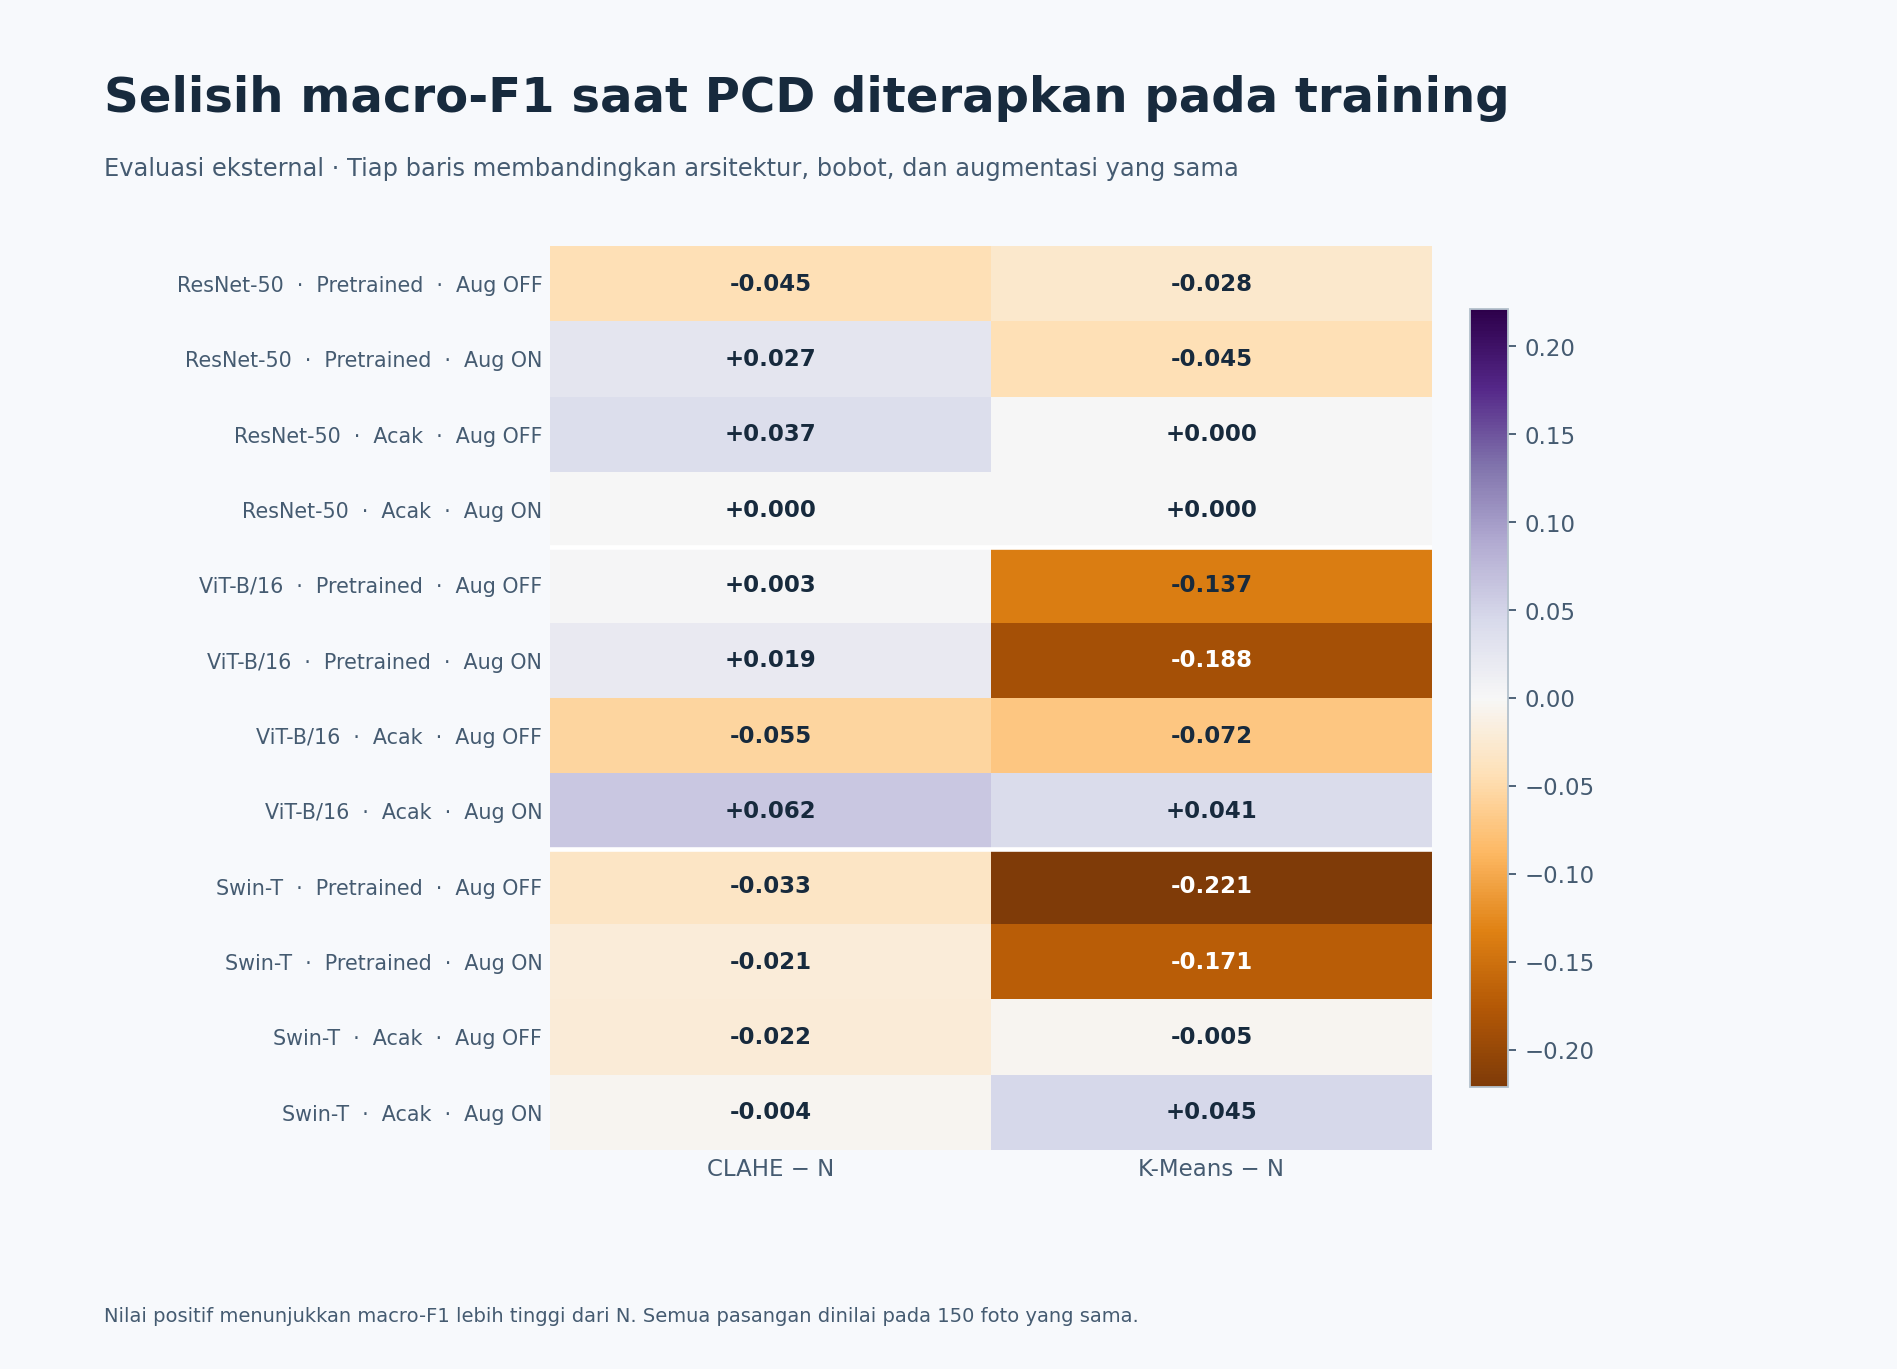 Selisih macro-F1 saat PCD diterapkan pada training
Evaluasi eksternal · Tiap baris membandingkan arsitektur, bobot, dan augmentasi yang sama
ResNet-50 · Pretrained · Aug OFF -0.045 -0.028
ResNet-50 · Pretrained · Aug ON +0.027 -0.045
ResNet-50 · Acak · Aug OFF +0.037 +0.000
ResNet-50 · Acak · Aug ON +0.000 +0.000
ViT-B/16 · Pretrained · Aug OFF +0.003 -0.137
ViT-B/16 · Pretrained · Aug ON +0.019 -0.188
ViT-B/16 · Acak · Aug OFF -0.055 -0.072
ViT-B/16 · Acak · Aug ON +0.062 +0.041
Swin-T · Pretrained · Aug OFF -0.033 -0.221
Swin-T · Pretrained · Aug ON -0.021 -0.171
Swin-T · Acak · Aug OFF -0.022 -0.005
Swin-T · Acak · Aug ON -0.004 +0.045
CLAHE − N K-Means − N
0.20
0.15
0.10
0.05
0.00
−0.05
−0.10
−0.15
−0.20
Nilai positif menunjukkan macro-F1 lebih tinggi dari N. Semua pasangan dinilai pada 150 foto yang sama.